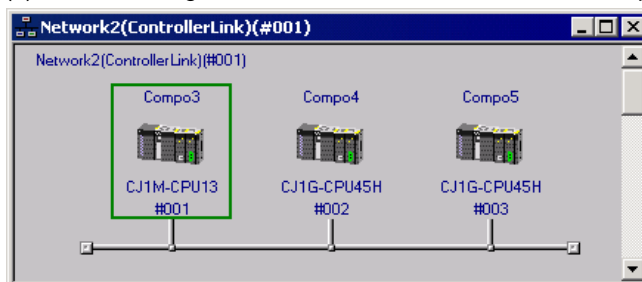 Network2(ControllerLink)(#001)
Network2(ControllerLink)(#001)
Compo3 Compo4 Compo5
CJ1M-CPU13 CJ1G-CPU45H CJ1G-CPU45H
#001 #002 #003